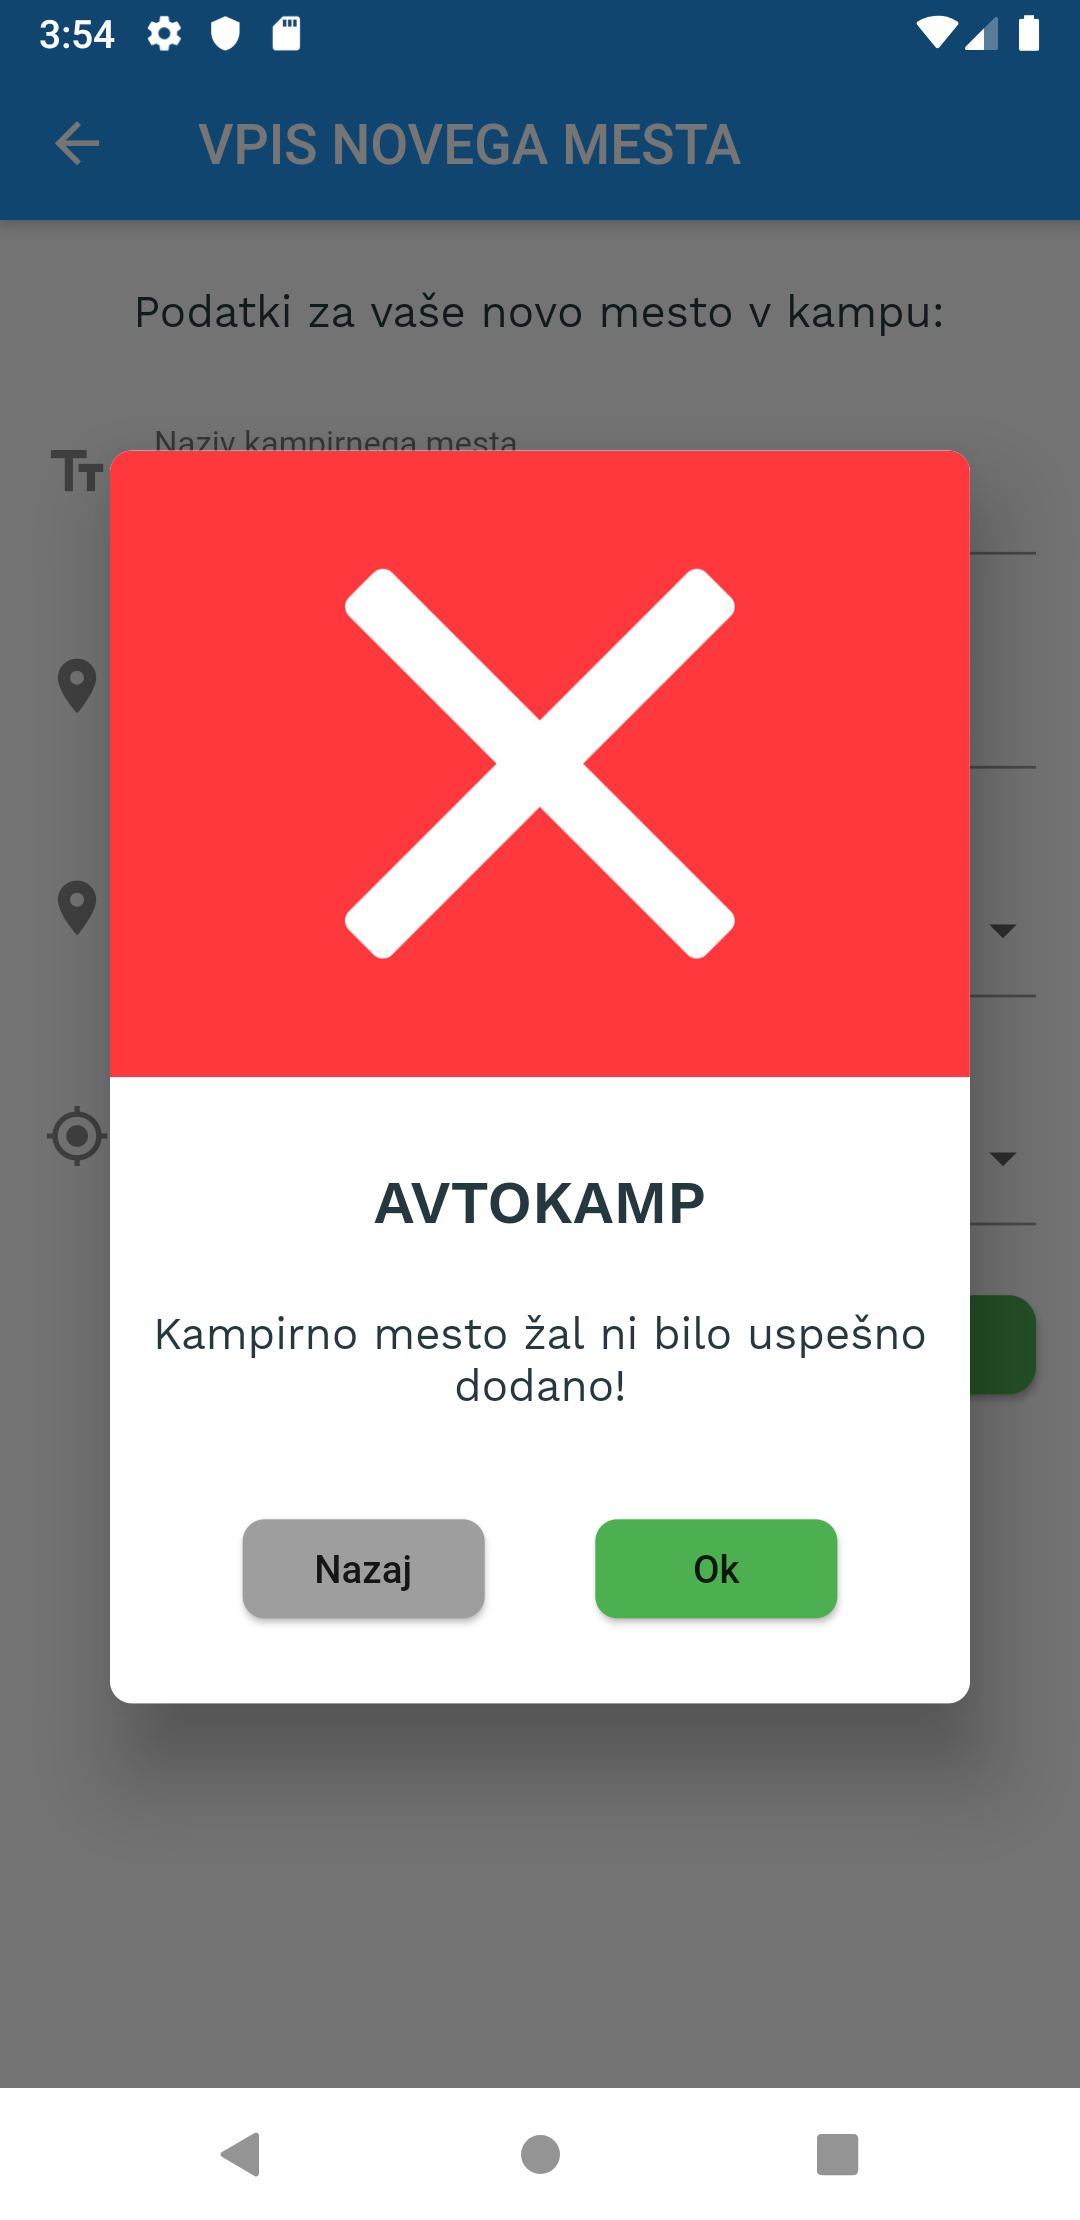 3:54
VPIS NOVEGA MESTA
Podatki za vaše novo mesto v kampu:
Naziv kampirnega mesta
AVTOKAMP
Kampirno mesto žal ni bilo uspešno
dodano!
Nazaj
Ok